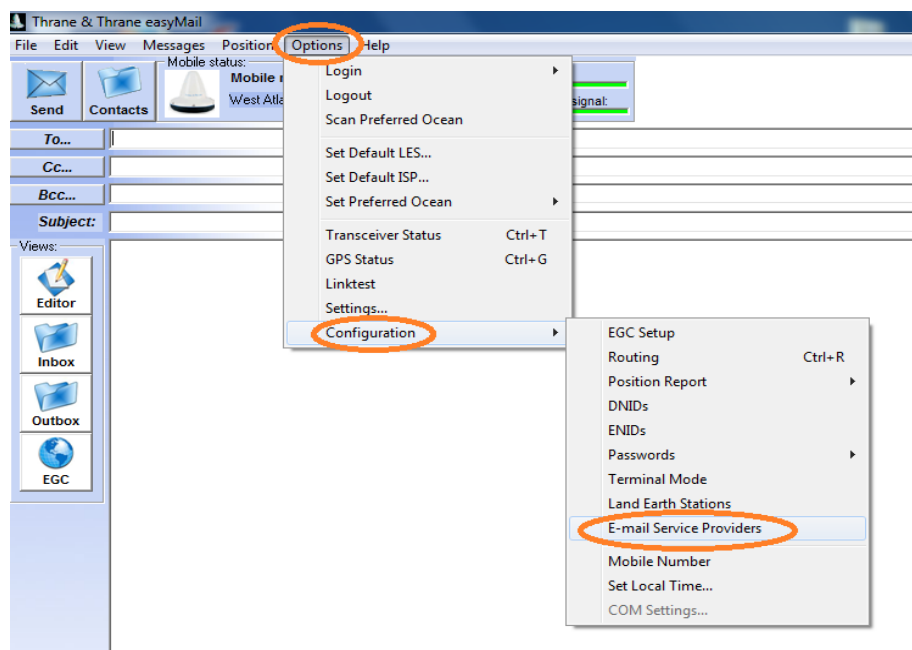 Thrane & Thrane easyMail
File Edit View Messages Position Options Help
Mobile status:
Mobile
West Atla
signal:
Send
Contacts
To...
Cc...
Bcc...
Subject:
Views:
Editor
Inbox
Outbox
EGC
Login
Logout
Scan Preferred Ocean
Set Default LES...
Set Default ISP...
Set Preferred Ocean
Transceiver Status Ctrl+T
GPS Status Ctrl+G
Linktest
Settings...
Configuration
EGC Setup
Routing Ctrl+R
Position Report
DNIDs
ENIDs
Passwords
Terminal Mode
Land Earth Stations
E-mail Service Providers
Mobile Number
Set Local Time...
COM Settings...